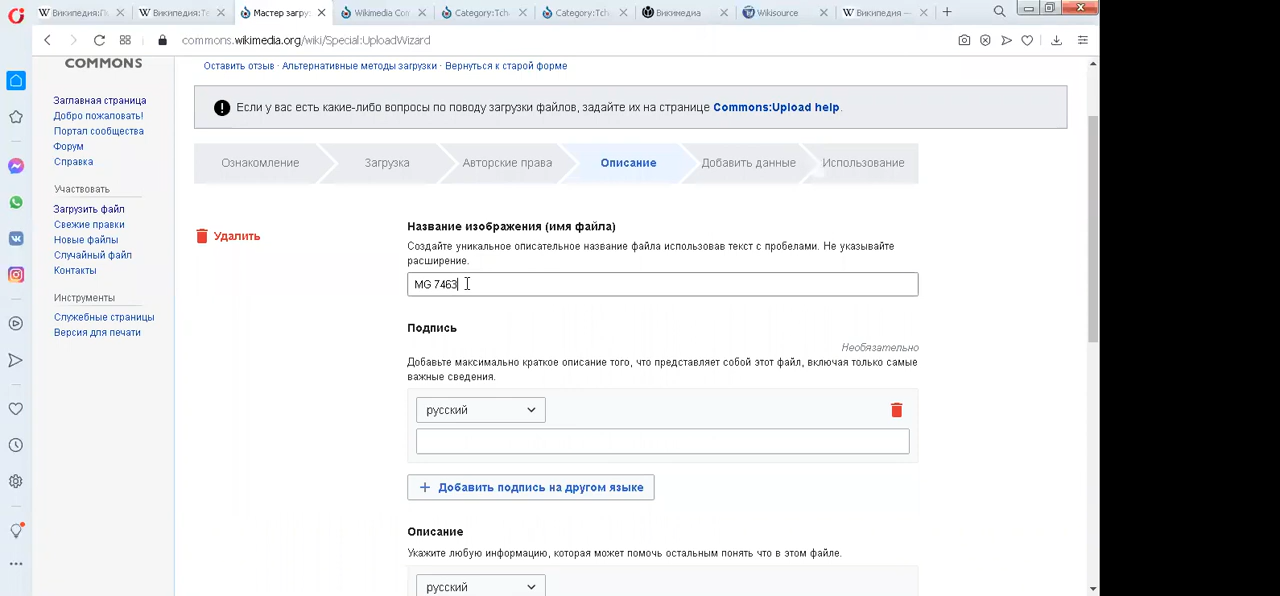 Википедия:П
Википедия:Т
Мастер загру
Wikimedia Con
Category:Tch
Category:Tch
Викимедиа
Wikisource
Википедия —
commons.wikimedia.org/wiki/Special:UploadWizard
COMMONS
Оставить отзыв · Альтернативные методы загрузки · Вернуться к старой форме
Если у вас есть какие-либо вопросы по поводу загрузки файлов, задайте их на странице Commons:Upload help.
Заглавная страница
Добро пожаловать!
Портал сообщества
Форум
Справка
Участвовать
Загрузить файл
Свежие правки
Новые файлы
Случайный файл
Контакты
Инструменты
Служебные страницы
Версия для печати
Ознакомление
Загрузка
Авторские права
Описание
Добавить данные
Использование
Удалить
Название изображения (имя файла)
Создайте уникальное описательное название файла использовав текст с пробелами. Не указывайте
расширение.
MG 7463
Подпись
Необязательно
Добавьте максимально краткое описание того, что представляет собой этот файл, включая только самые
важные сведения.
русский
+ Добавить подпись на другом языке
Описание
Укажите любую информацию, которая может помочь остальным понять что в этом файле.
русский